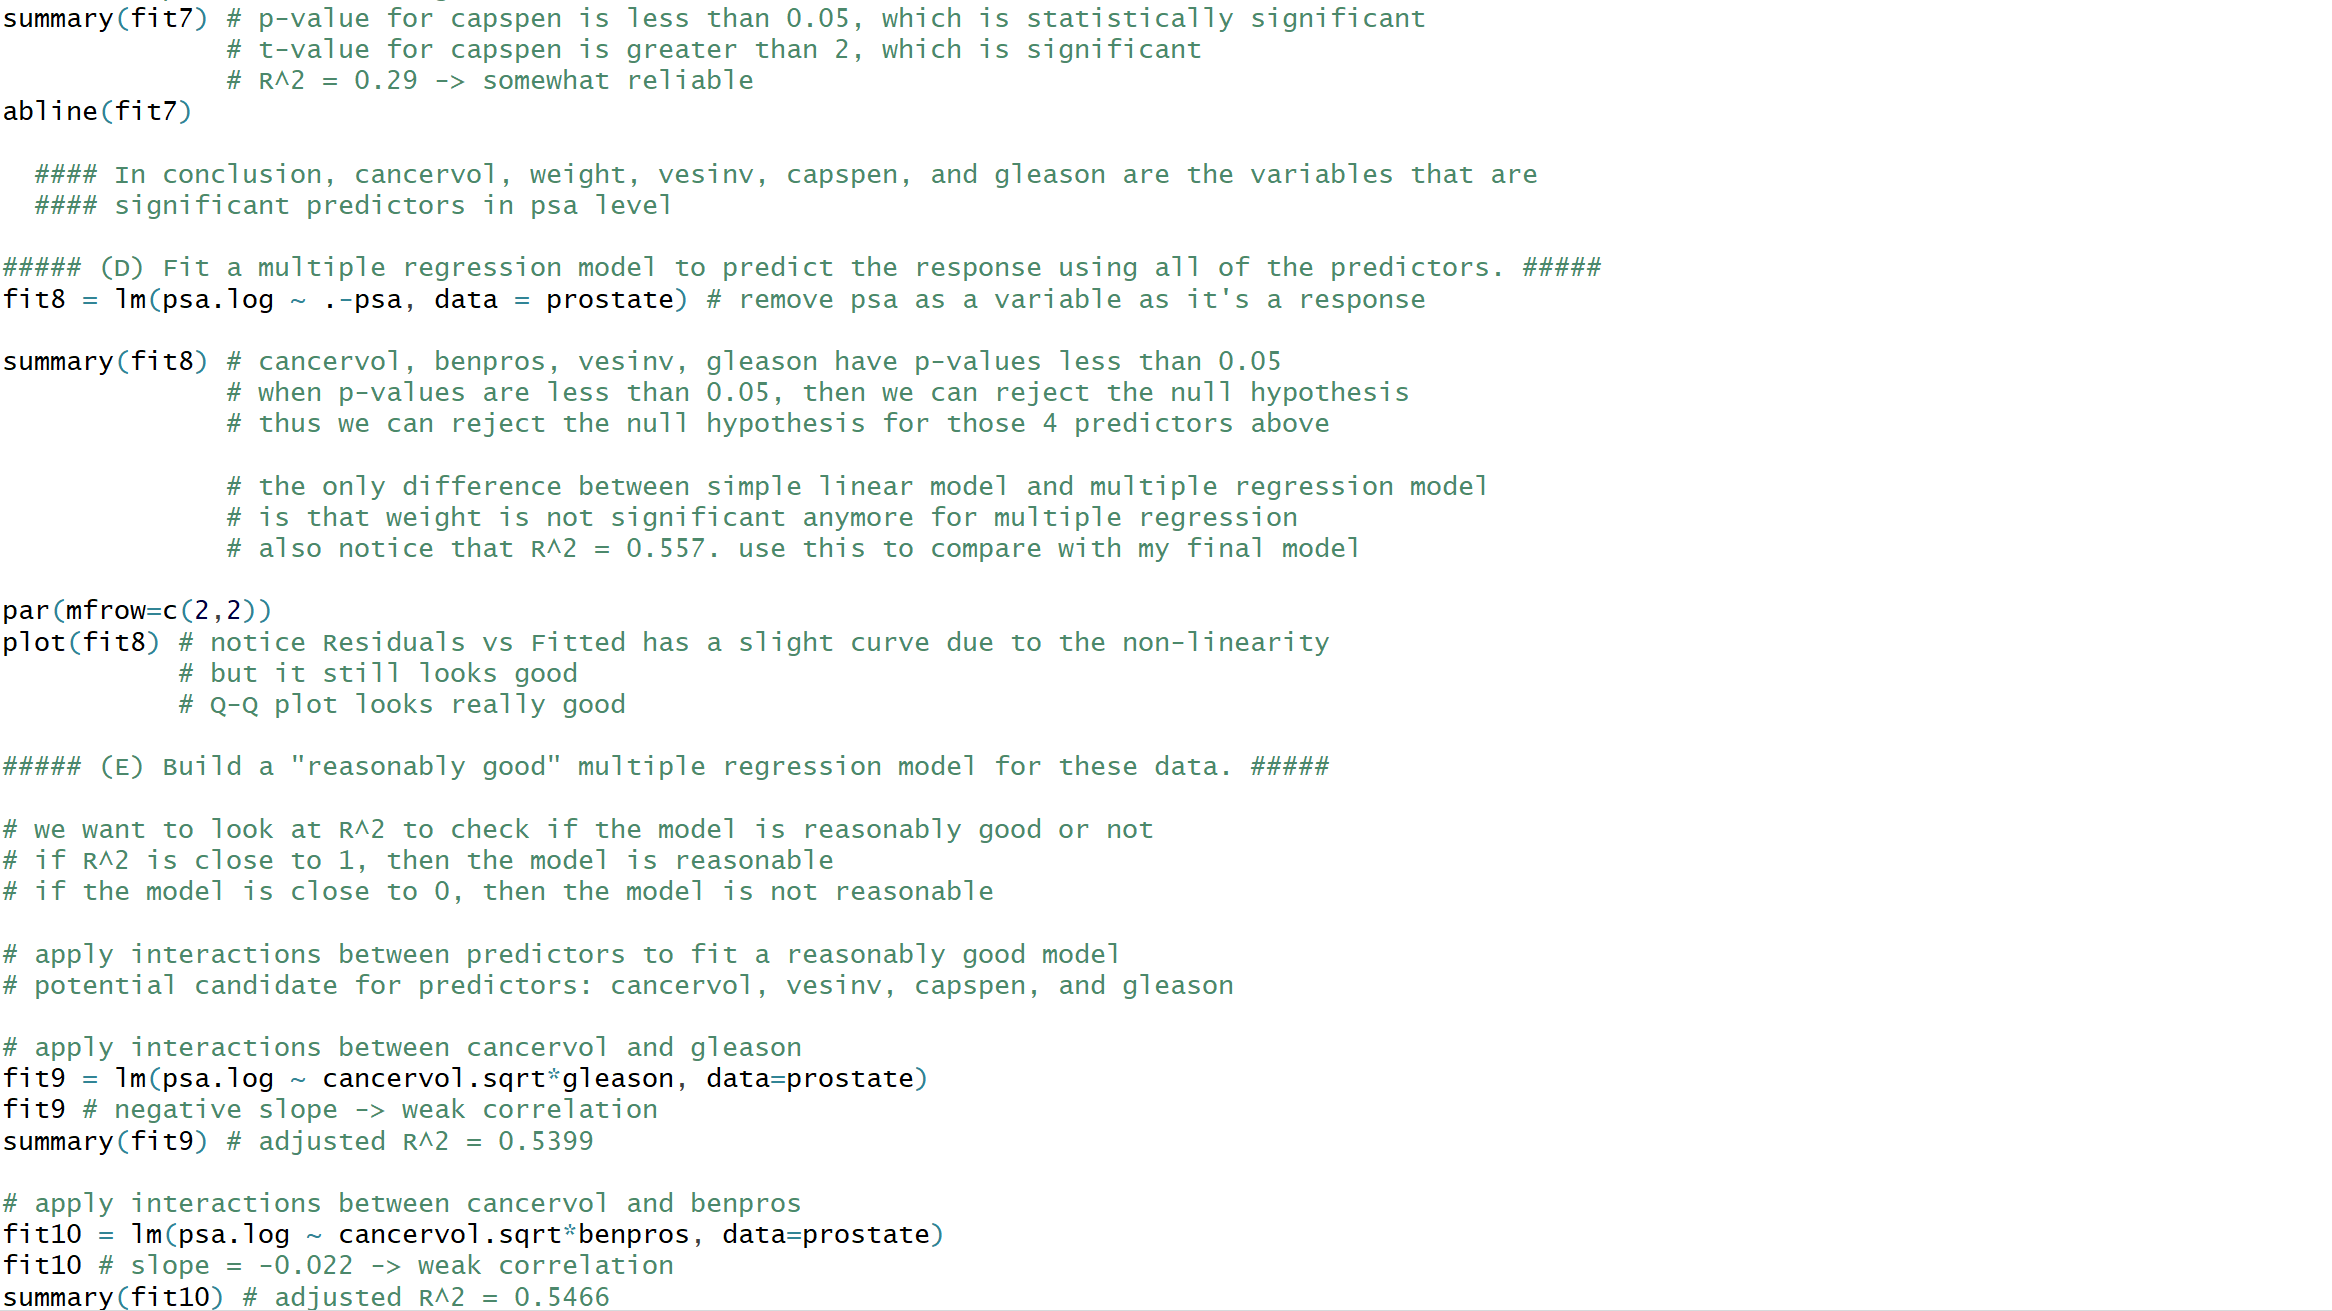 summary(fit7) # p-value for capspen is less than 0.05, which is statistically significant
              # t-value for capspen is greater than 2, which is significant
              # R^2 = 0.29 -> somewhat reliable
abline(fit7)

  #### In conclusion, cancervol, weight, vesinv, capspen, and gleason are the variables that are
  #### significant predictors in psa level

##### (D) Fit a multiple regression model to predict the response using all of the predictors. #####
fit8 = lm(psa.log ~ .-psa, data = prostate) # remove psa as a variable as it's a response

summary(fit8) # cancervol, benpros, vesinv, gleason have p-values less than 0.05
              # when p-values are less than 0.05, then we can reject the null hypothesis
              # thus we can reject the null hypothesis for those 4 predictors above

              # the only difference between simple linear model and multiple regression model
              # is that weight is not significant anymore for multiple regression
              # also notice that R^2 = 0.557. use this to compare with my final model

par(mfrow=c(2,2))
plot(fit8) # notice Residuals vs Fitted has a slight curve due to the non-linearity
           # but it still looks good
           # Q-Q plot looks really good

##### (E) Build a "reasonably good" multiple regression model for these data. #####

# we want to look at R^2 to check if the model is reasonably good or not
# if R^2 is close to 1, then the model is reasonable
# if the model is close to 0, then the model is not reasonable

# apply interactions between predictors to fit a reasonably good model
# potential candidate for predictors: cancervol, vesinv, capspen, and gleason

# apply interactions between cancervol and gleason
fit9 = lm(psa.log ~ cancervol.sqrt*gleason, data=prostate)
fit9 # negative slope -> weak correlation
summary(fit9) # adjusted R^2 = 0.5399

# apply interactions between cancervol and benpros
fit10 = lm(psa.log ~ cancervol.sqrt*benpros, data=prostate)
fit10 # slope = -0.022 -> weak correlation
summary(fit10) # adjusted R^2 = 0.5466